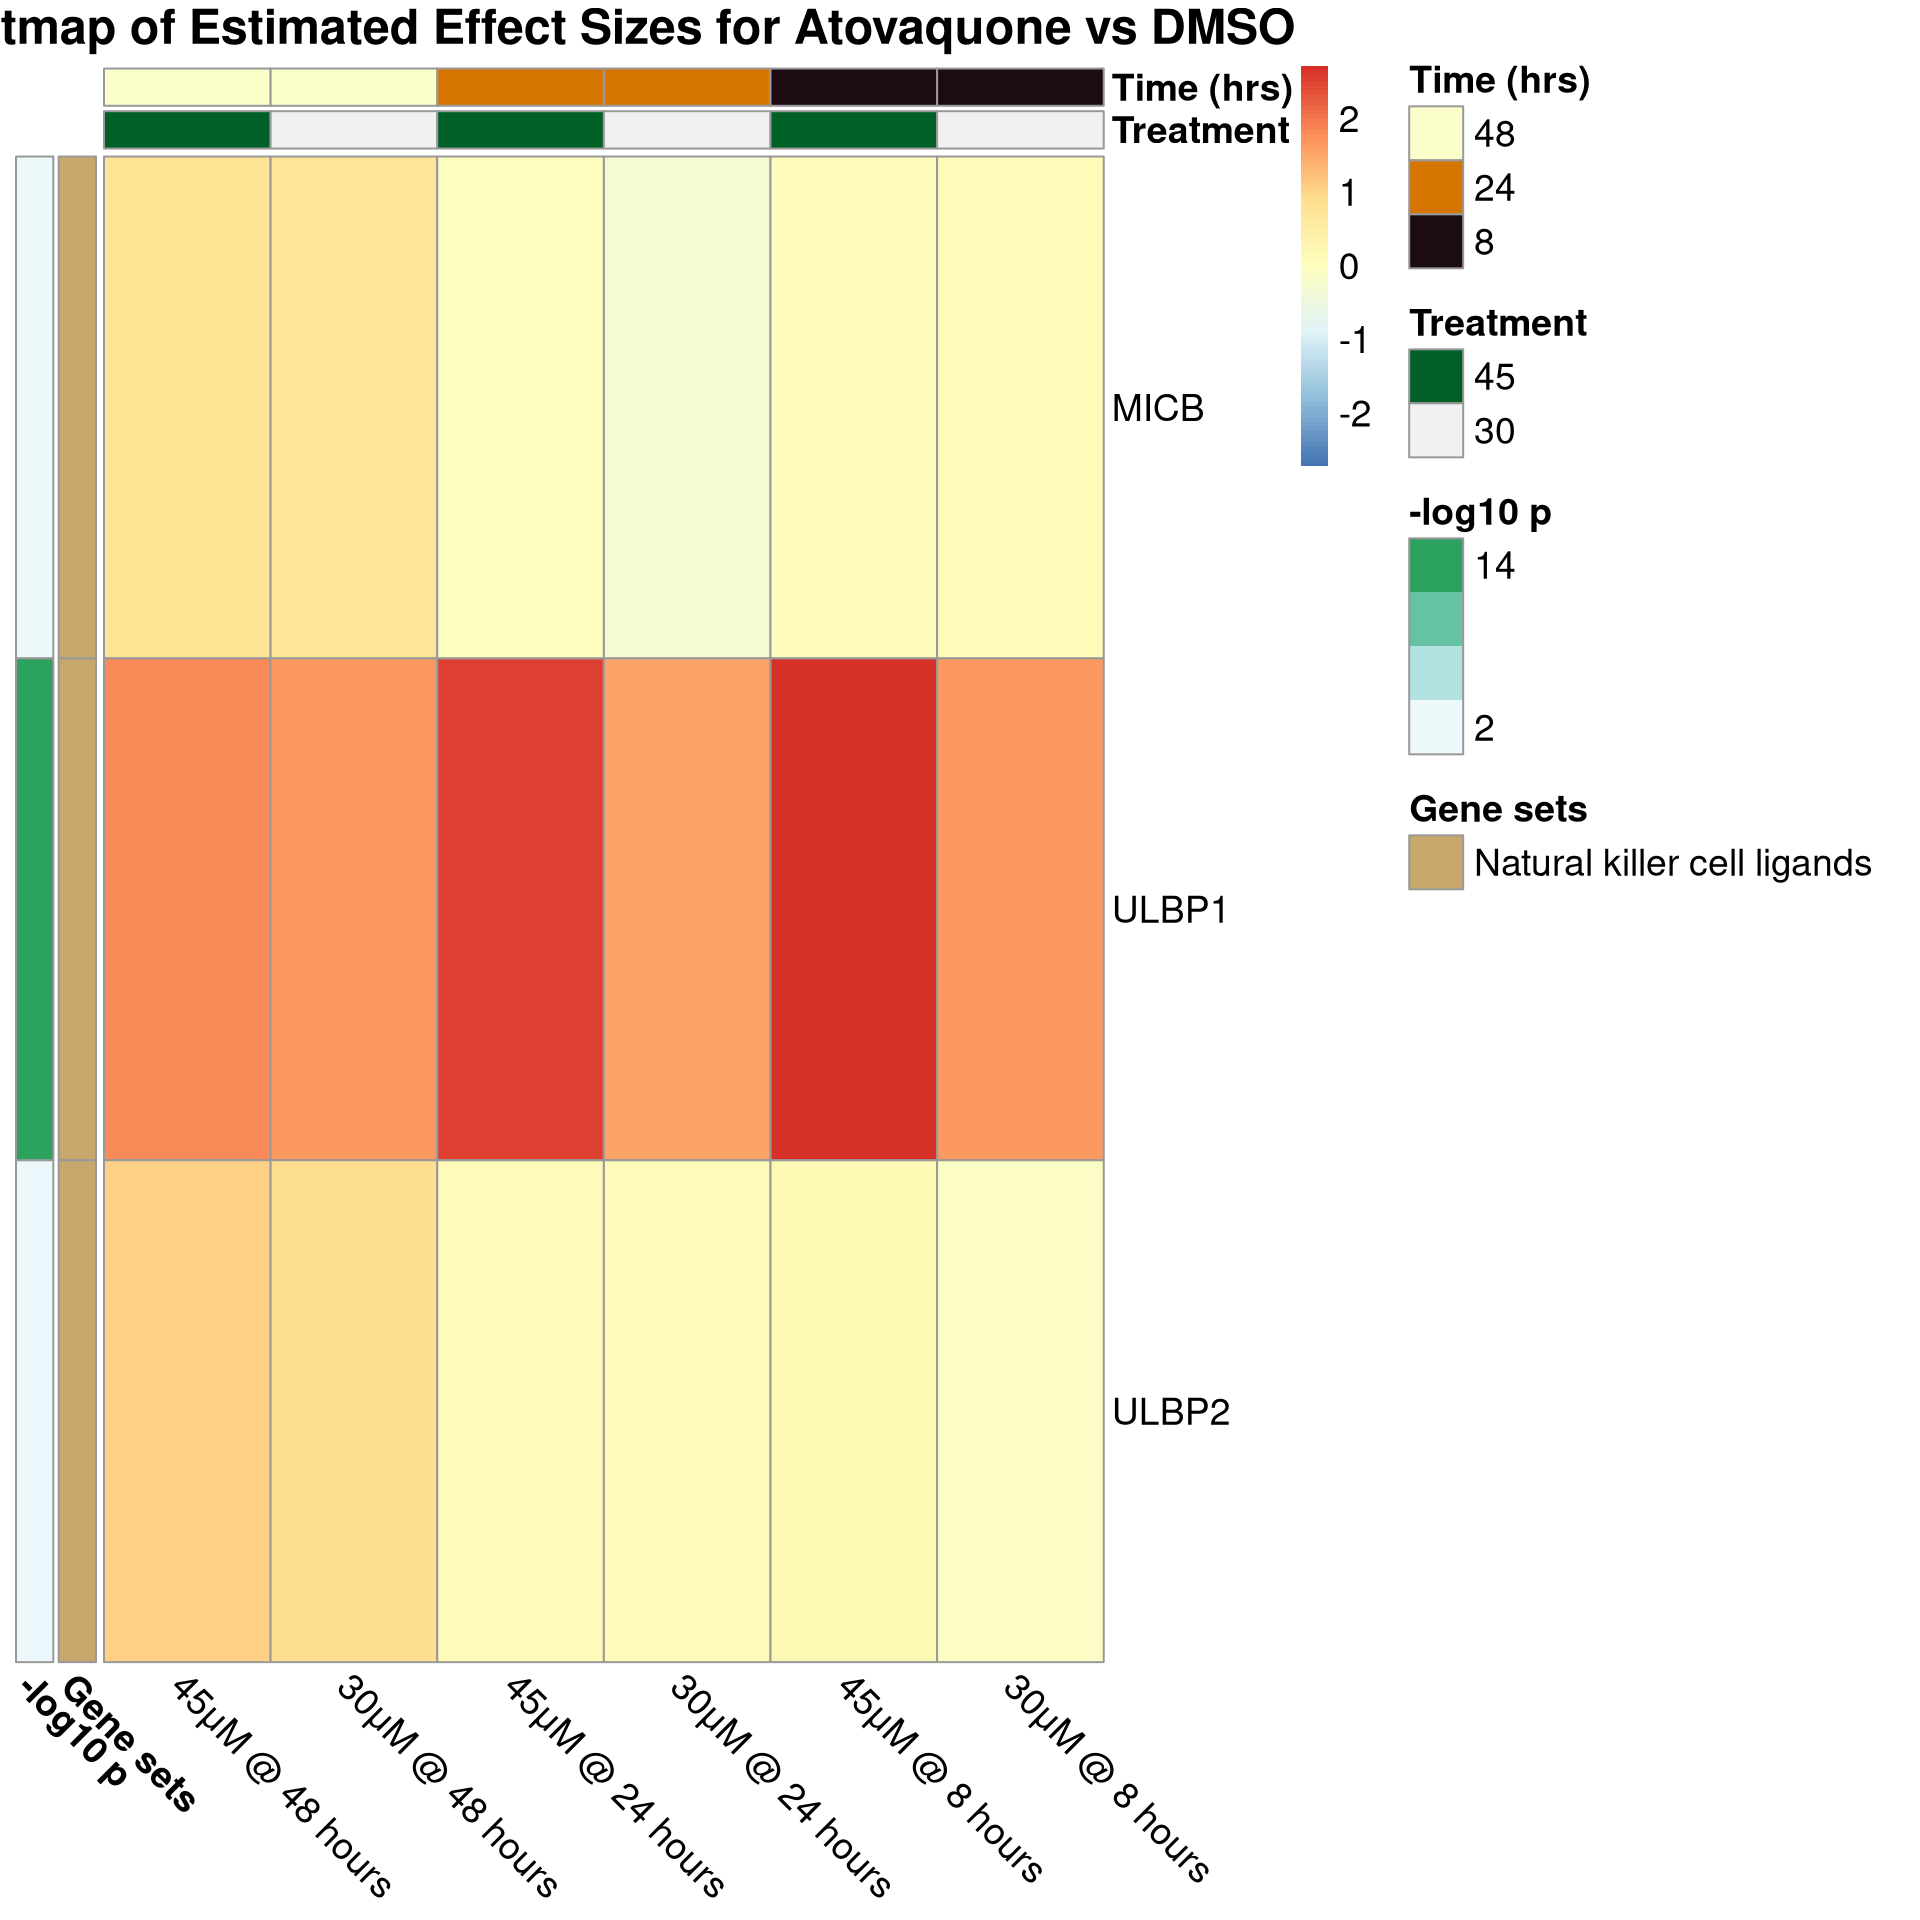 tmap of Estimated Effect Sizes for Atovaquone vs DMSO
Time (hrs)
Treatment
2
1
0
-1
-2
Time (hrs)
48
24
8
Treatment
45
30
-log10 p
14
2
Gene sets
Natural killer cell ligands
MICB
ULBP1
ULBP2
-log10 p
Gene sets
45µM @ 48 hours
30µM @ 48 hours
45µM @ 24 hours
30µM @ 24 hours
45µM @ 8 hours
30µM @ 8 hours